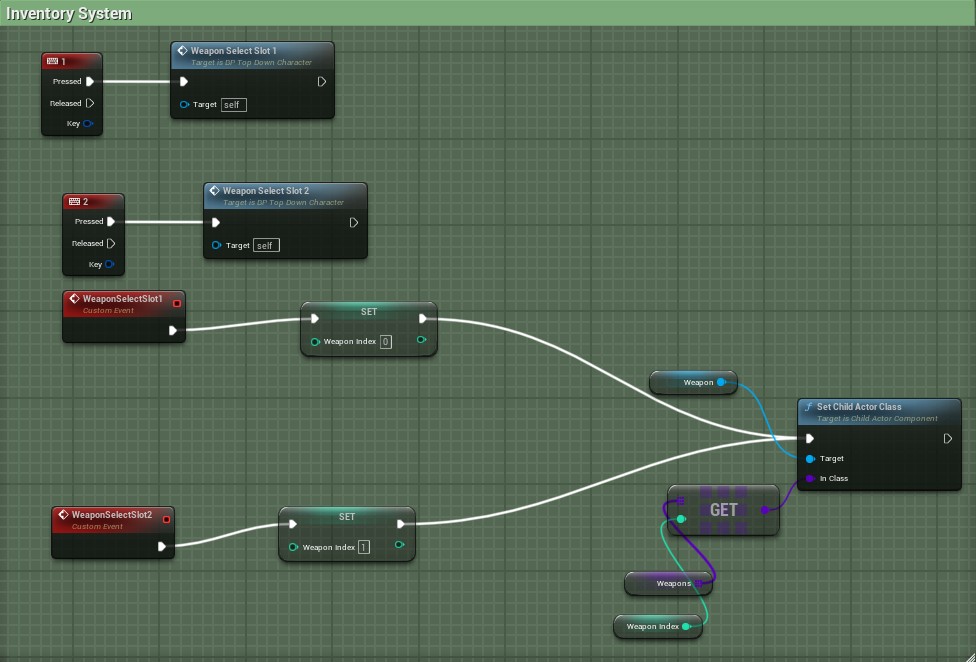 Inventory System
1
Pressed
Released
Key
Weapon Select Slot 1
Target is DP Top Down Character
Target self
2
Pressed
Released
Key
Weapon Select Slot 2
Target is DP Top Down Character
Target self
WeaponSelectSlot1
Custom Event
SET
Weapon Index 0
Weapon
Set Child Actor Class
Target is Child Actor Component
Target
In Class
GET
WeaponSelectSlot2
Custom Event
SET
Weapon Index 1
Weapons
Weapon Index